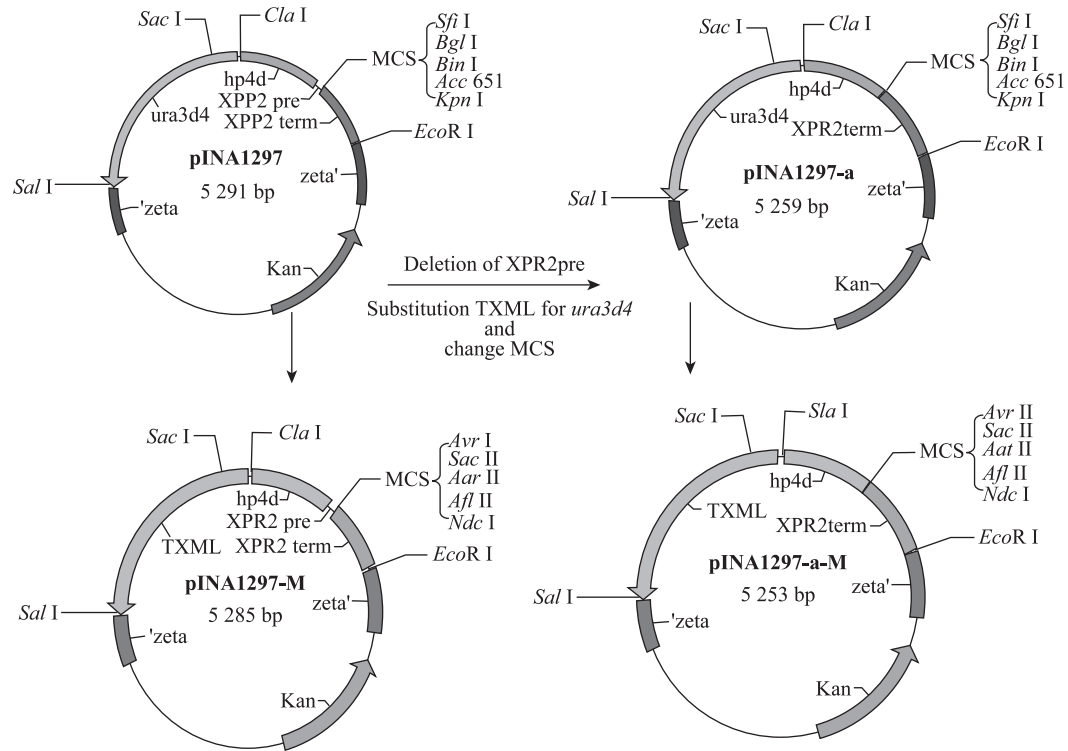 Sac I
Cla I
MCS
Sfi I
Bgl I
Bin I
Acc 651
Kpn I
hp4d
XPP2 pre
XPP2 term
ura3d4
EcoR I
pINA1297
5 291 bp
zeta'
Sal I
'zeta
Kan
Sac I
Cla I
MCS
Sfi I
Bgl I
Bin I
Acc 651
Kpn I
hp4d
ura3d4
XPR2term
EcoR I
pINA1297-a
5 259 bp
zeta'
Sal I
'zeta
Kan
Deletion of XPR2pre
Substitution TXML for ura3d4
and
change MCS
Sac I
Cla I
MCS
Avr I
Sac II
Aar II
Afl II
Ndc I
hp4d
XPR2 pre
TXML
XPR2 term
EcoR I
pINA1297-M
5 285 bp
zeta'
Sal I
'zeta
Kan
Sac I
Sla I
MCS
Avr II
Sac II
Aat II
Afl II
Ndc I
hp4d
TXML
XPR2term
EcoR I
pINA1297-a-M
5 253 bp
zeta'
Sal I
'zeta
Kan